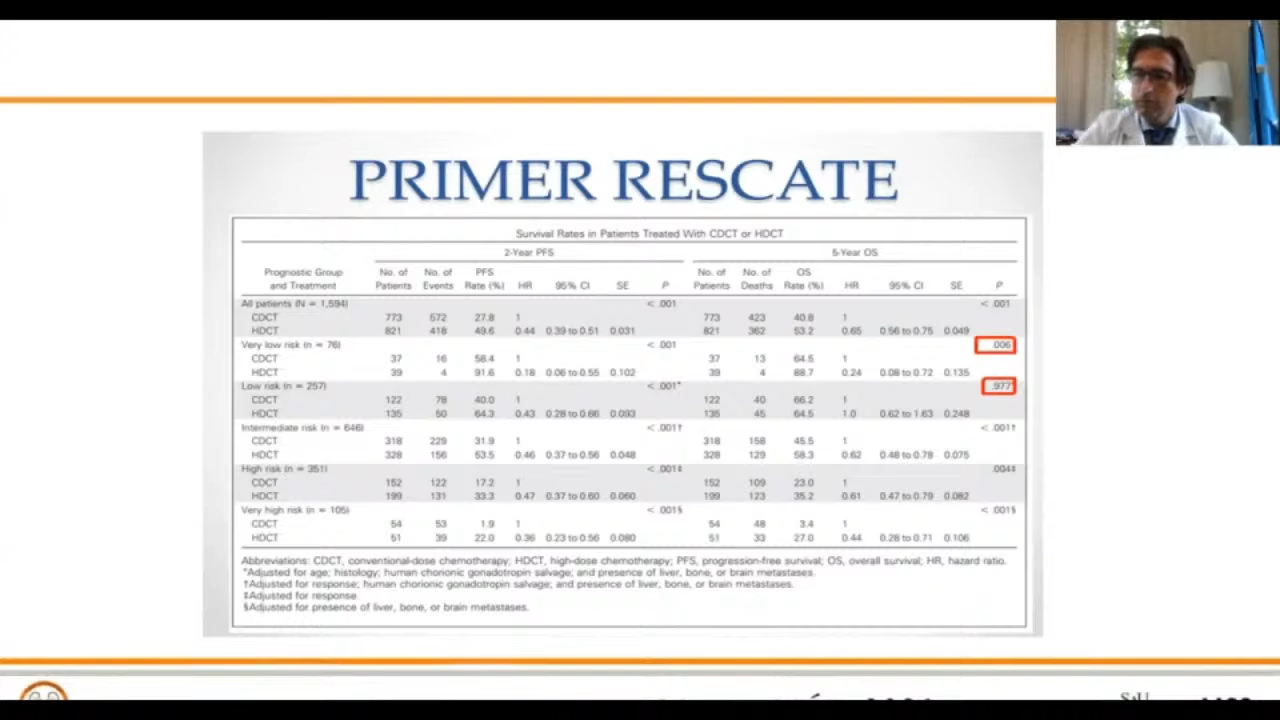 PRIMER RESCATE
Survival Rates in Patients Treated With CDCT or HDCT
2-Year PFS 5-Year OS
Prognostic Group and Treatment No. of Patients No. of Events PFS Rate (%) HR 95% CI SE P No. of Patients No. of Deaths OS Rate (%) HR 95% CI SE P
All patients (N = 1,594) < .001 < .001
CDCT 773 572 27.8 1 773 423 40.8 1
HDCT 821 418 49.6 0.44 0.39 to 0.51 0.031 821 362 53.2 0.65 0.56 to 0.75 0.049
Very low risk (n = 76) < .001 .006
CDCT 37 16 58.4 1 37 13 64.5 1
HDCT 39 4 91.6 0.18 0.06 to 0.55 0.102 39 4 88.7 0.24 0.08 to 0.72 0.135
Low risk (n = 257) < .001* .977*
CDCT 122 78 40.0 1 122 40 66.2 1
HDCT 135 50 64.3 0.43 0.28 to 0.66 0.093 135 45 64.5 1.0 0.62 to 1.63 0.248
Intermediate risk (n = 646) < .001† < .001†
CDCT 318 229 31.9 1 318 158 45.5 1
HDCT 328 156 53.5 0.46 0.37 to 0.56 0.048 328 129 58.3 0.62 0.48 to 0.78 0.075
High risk (n = 351) < .001‡ .004‡
CDCT 152 122 17.2 1 152 109 23.0 1
HDCT 199 131 33.3 0.47 0.37 to 0.60 0.060 199 123 35.2 0.61 0.47 to 0.79 0.082
Very high risk (n = 105) < .001§ < .001§
CDCT 54 53 1.9 1 54 48 3.4 1
HDCT 51 39 22.0 0.36 0.23 to 0.56 0.080 51 33 27.0 0.44 0.28 to 0.71 0.106
Abbreviations: CDCT, conventional-dose chemotherapy; HDCT, high-dose chemotherapy; PFS, progression-free survival; OS, overall survival; HR, hazard ratio.
*Adjusted for age; histology; human chorionic gonadotropin salvage; and presence of liver, bone, or brain metastases.
†Adjusted for response; human chorionic gonadotropin salvage; and presence of liver, bone, or brain metastases.
‡Adjusted for response
§Adjusted for presence of liver, bone, or brain metastases.